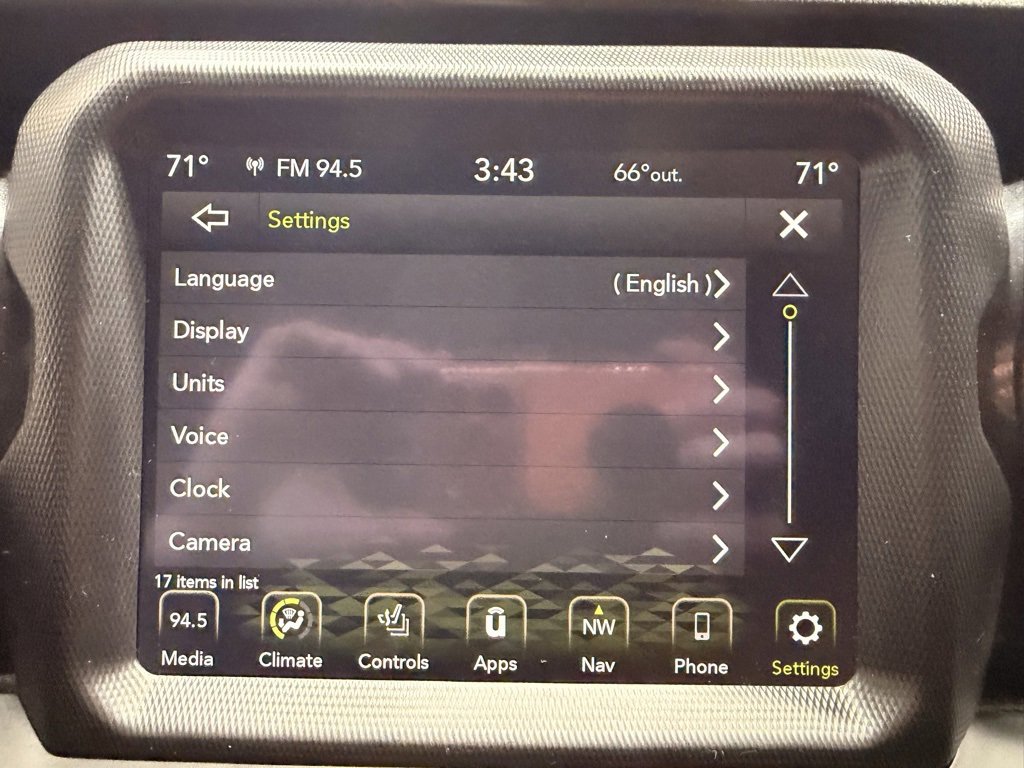 71° FM 94.5 3:43 66°out. 71°
Settings
Language (English)
Display
Units
Voice
Clock
Camera
17 items in list
94.5 u NW
Media Climate Controls Apps Nav Phone Settings